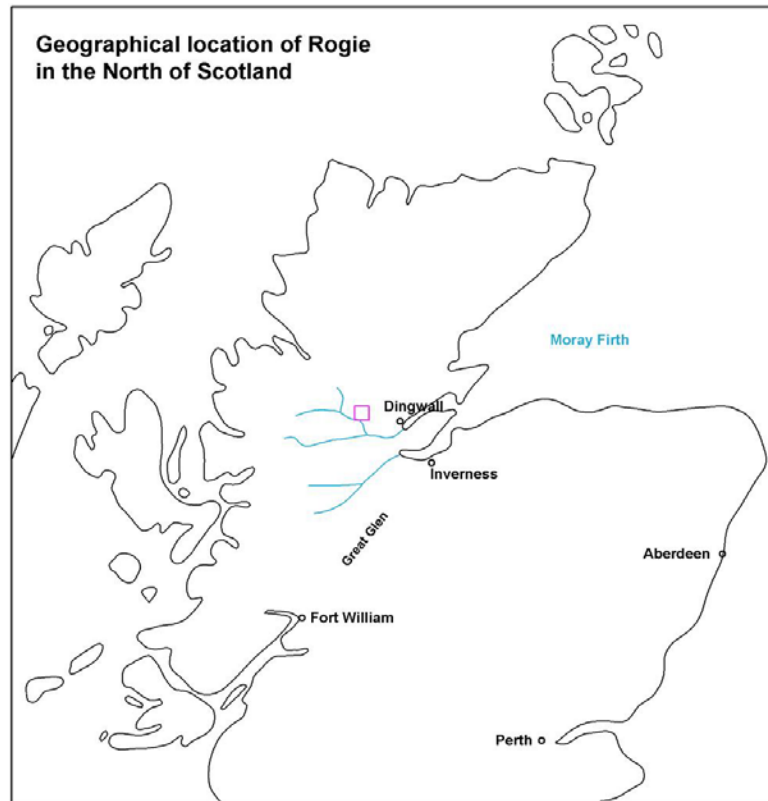 Geographical location of Rogie
in the North of Scotland
Moray Firth
Dingwall
Inverness
Great Glen
Aberdeen
Fort William
Perth